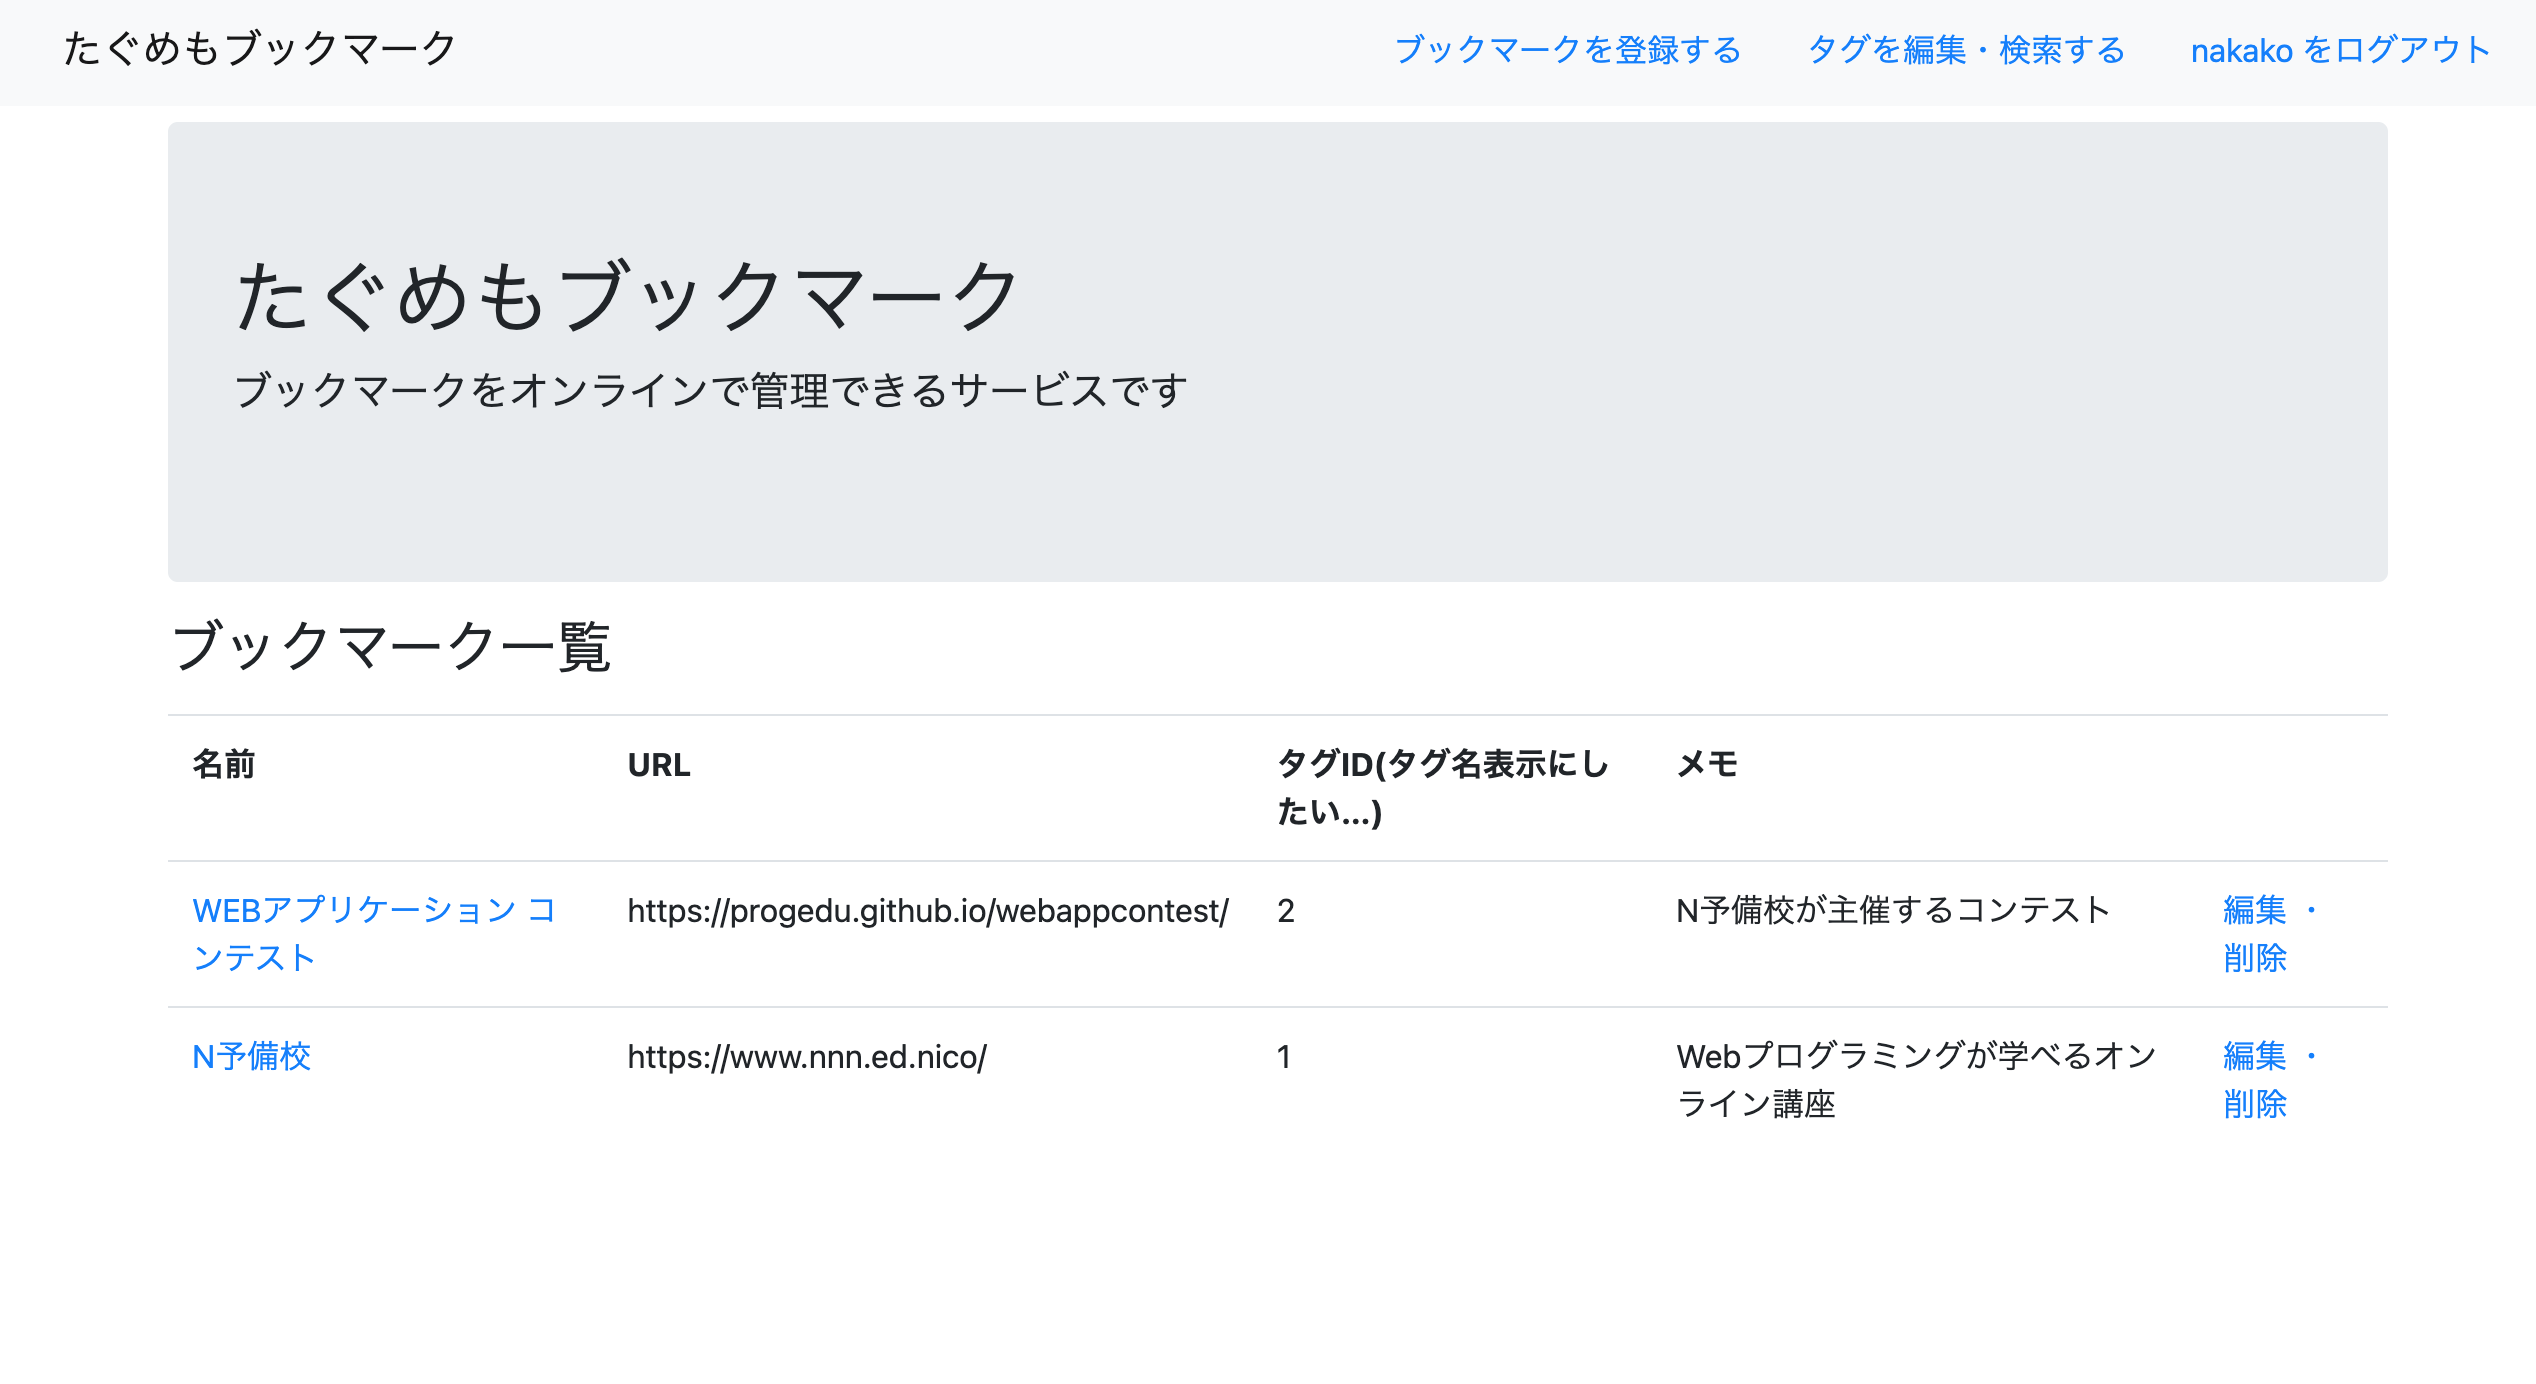 たぐめもブックマーク ブックマークを登録する タグを編集・検索する nakako をログアウト
たぐめもブックマーク
ブックマークをオンラインで管理できるサービスです
ブックマーク一覧
名前 URL タグID(タグ名表示にし メモ
たい...)
WEBアプリケーション コ https://progedu.github.io/webappcontest/ 2 N予備校が主催するコンテスト 編集 ・
ンテスト 削除
N予備校 https://www.nnn.ed.nico/ 1 Webプログラミングが学べるオン 編集 ・
ライン講座 削除